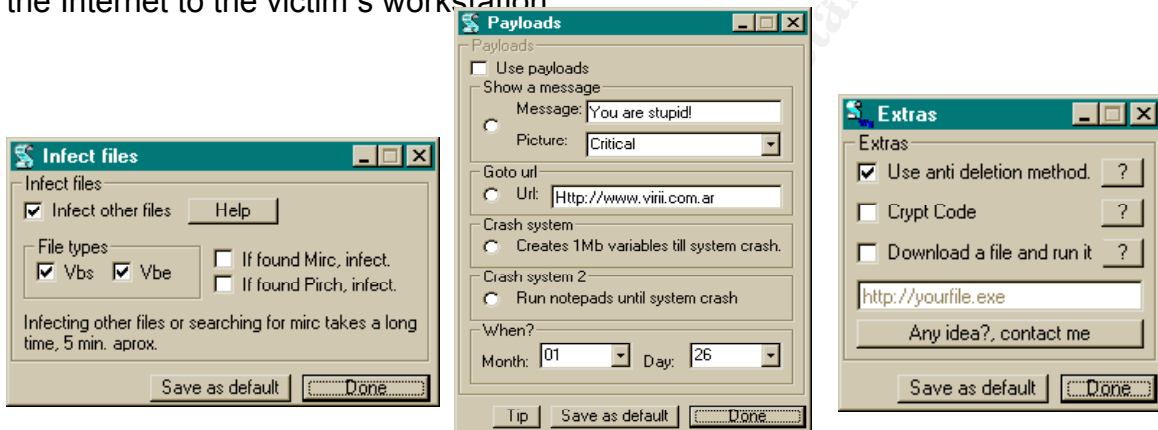 the Internet to the victim's workstation
Infect files
Infect files
Infect other files
Help
File types
Vbs
Vbe
If found Mirc, infect.
If found Pirch, infect.
Infecting other files or searching for mirc takes a long
time, 5 min. aprox.
Save as default
Done
Payloads
Payloads
Use payloads
Show a message
Message: You are stupid!
Picture: Critical
Goto url
Url: Http://www.virii.com.ar
Crash system
Creates 1Mb variables till system crash.
Crash system 2
Run notepads until system crash
When?
Month: 01 Day: 26
Tip
Save as default
Done
Extras
Extras
Use anti deletion method. ?
Crypt Code ?
Download a file and run it ?
http://yourfile.exe
Any idea?, contact me
Save as default
Done